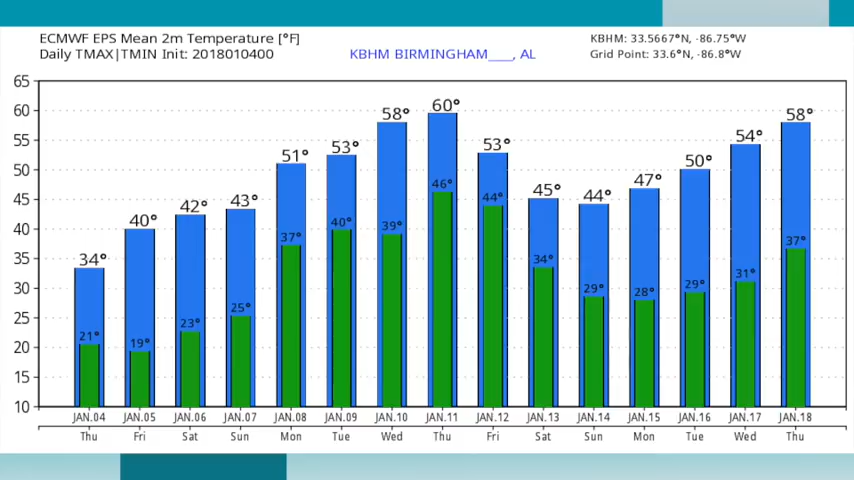 ECMWF EPS Mean 2m Temperature [°F]
Daily TMAX|TMIN Init: 2018010400
KBHM BIRMINGHAM____, AL
KBHM: 33.5667°N, -86.75°W
Grid Point: 33.6°N, -86.8°W
65
60
55
50
45
40
35
30
25
20
15
10
34° 40° 42° 43° 51° 53° 58° 60° 53° 45° 44° 47° 50° 54° 58°
21° 19° 23° 25° 37° 40° 39° 46° 44° 34° 29° 28° 29° 31° 37°
JAN.04 JAN.05 JAN.06 JAN.07 JAN.08 JAN.09 JAN.10 JAN.11 JAN.12 JAN.13 JAN.14 JAN.15 JAN.16 JAN.17 JAN.18
Thu Fri Sat Sun Mon Tue Wed Thu Fri Sat Sun Mon Tue Wed Thu